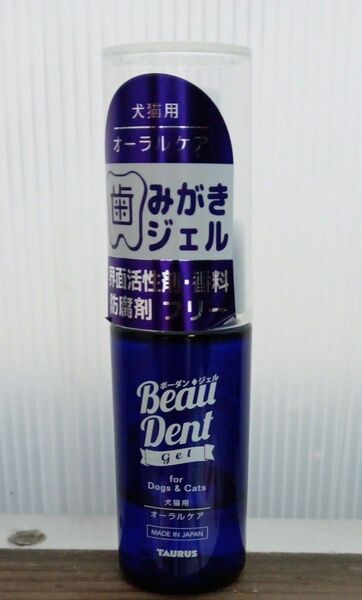 犬猫用
オーラルケア
歯みがき
ジェル
界面活性剤・香料
防腐剤 フリー
ボーダン ジェル
Beau
Dent
Gel
for
Dogs & Cats
犬猫用
オーラルケア
MADE IN JAPAN
TAURUS